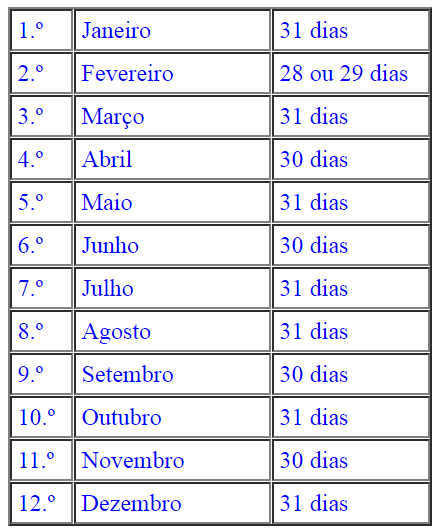 1.º Janeiro 31 dias
2.º Fevereiro 28 ou 29 dias
3.º Março 31 dias
4.º Abril 30 dias
5.º Maio 31 dias
6.º Junho 30 dias
7.º Julho 31 dias
8.º Agosto 31 dias
9.º Setembro 30 dias
10.º Outubro 31 dias
11.º Novembro 30 dias
12.º Dezembro 31 dias